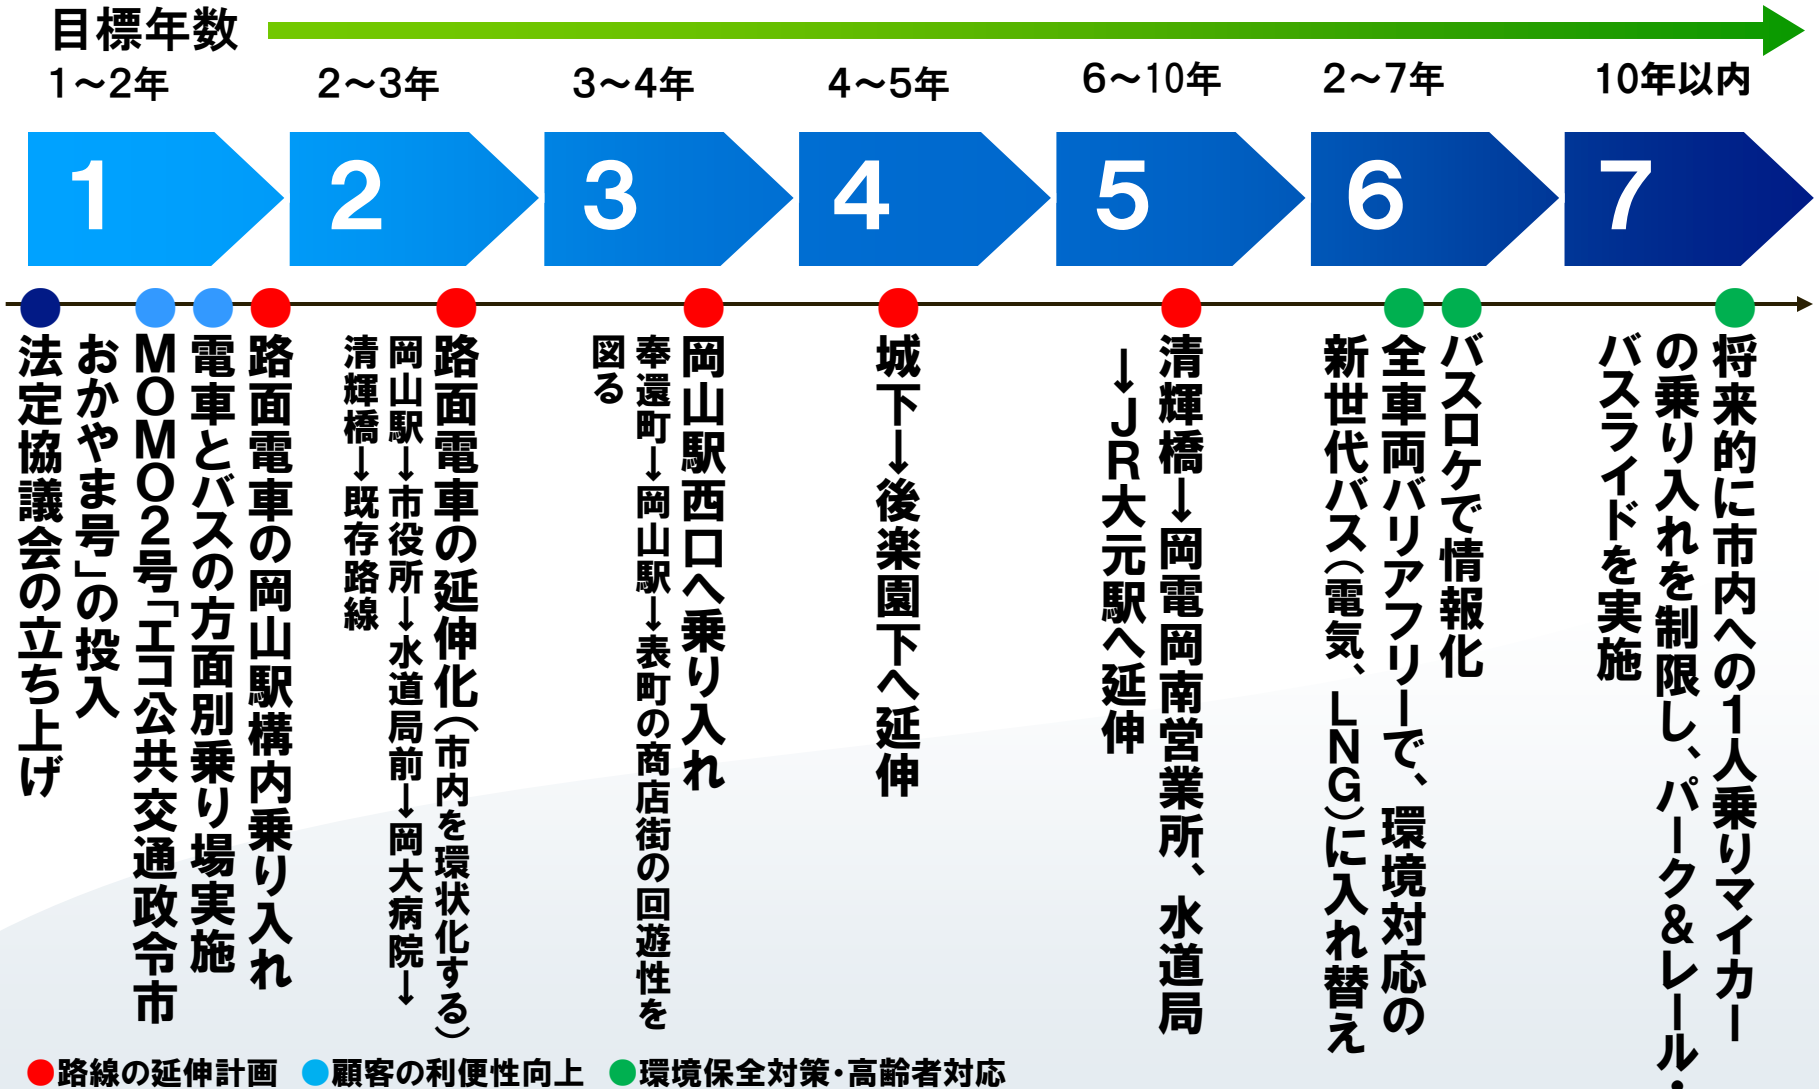 目標年数
1～2年
2～3年
3～4年
4～5年
6～10年
2～7年
10年以内
1
2
3
4
5
6
7
法定協議会の立ち上げ
MOMO2号「エコ公共交通政令市
おかやま号」の投入
電車とバスの方面別乗り場実施
路面電車の岡山駅構内乗り入れ
路面電車の延伸化（市内を環状化する）
岡山駅→市役所→水道局前→岡大病院→
清輝橋→既存路線
岡山駅西口へ乗り入れ
奉還町→岡山駅→表町の商店街の回遊性を
図る
城下→後楽園下へ延伸
清輝橋→岡電岡南営業所、水道局
→JR大元駅へ延伸
全車両バリアフリーで、環境対応の
新世代バス（電気、LNG）に入れ替え
バスロケで情報化
将来的に市内への1人乗りマイカー
の乗り入れを制限し、パーク&レール・
バスライドを実施
●路線の延伸計画 ●顧客の利便性向上 ●環境保全対策・高齢者対応